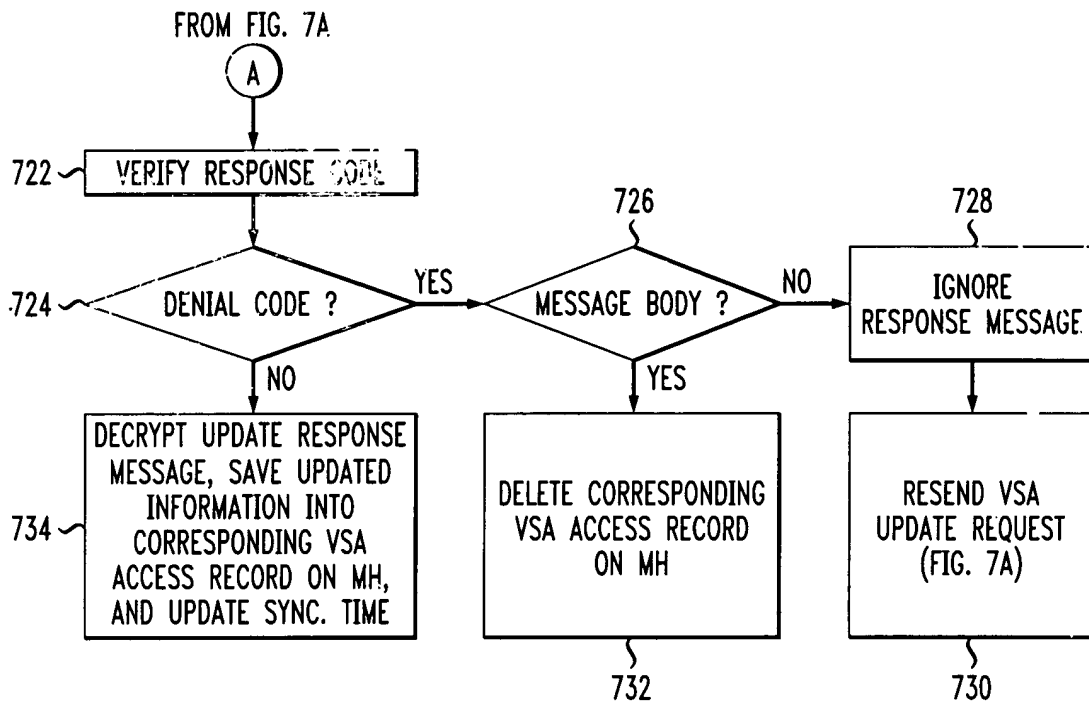 FROM FIG. 7A
A
722
VERIFY RESPONSE CODE
724
DENIAL CODE ?
YES
NO
726
MESSAGE BODY ?
NO
YES
728
IGNORE
RESPONSE MESSAGE
734
DECRYPT UPDATE RESPONSE
MESSAGE, SAVE UPDATED
INFORMATION INTO
CORRESPONDING VSA
ACCESS RECORD ON MH,
AND UPDATE SYNC. TIME
DELETE CORRESPONDING
VSA ACCESS RECORD
ON MH
732
RESEND VSA
UPDATE REQUEST
(FIG. 7A)
730